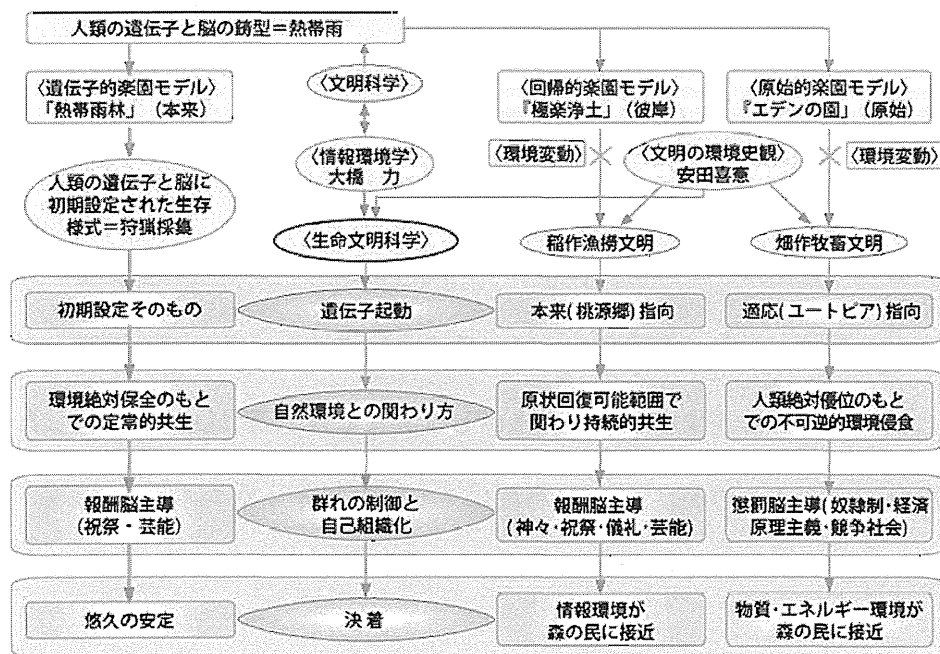 人類の遺伝子と脳の鋳型＝熱帯雨
〈遺伝子的楽園モデル〉
「熱帯雨林」（本来）
〈文明科学〉
〈回帰的楽園モデル〉
『極楽浄土』（彼岸）
〈原始的楽園モデル〉
『エデンの園」（原始）
〈情報環境学〉
大橋　力
〈環境変動〉
〈文明の環境史観〉
安田喜憲
〈環境変動〉
人類の遺伝子と脳に
初期設定された生存
様式＝狩猟採集
〈生命文明科学〉
稲作漁撈文明
畑作牧畜文明
初期設定そのもの
遺伝子起動
本来(桃源郷)指向
適応(ユートピア)指向
環境絶対保全のもと
での定常的共生
自然環境との関わり方
原状回復可能範囲で
関わり持続的共生
人類絶対優位のもと
での不可逆的環境侵食
報酬脳主導
（祝祭・芸能）
群れの制御と
自己組織化
報酬脳主導
(神々・祝祭・儀礼・芸能)
懲罰脳主導(奴隷制・経済
原理主義・競争社会)
悠久の安定
決着
情報環境が
森の民に接近
物質・エネルギー環境が
森の民に接近